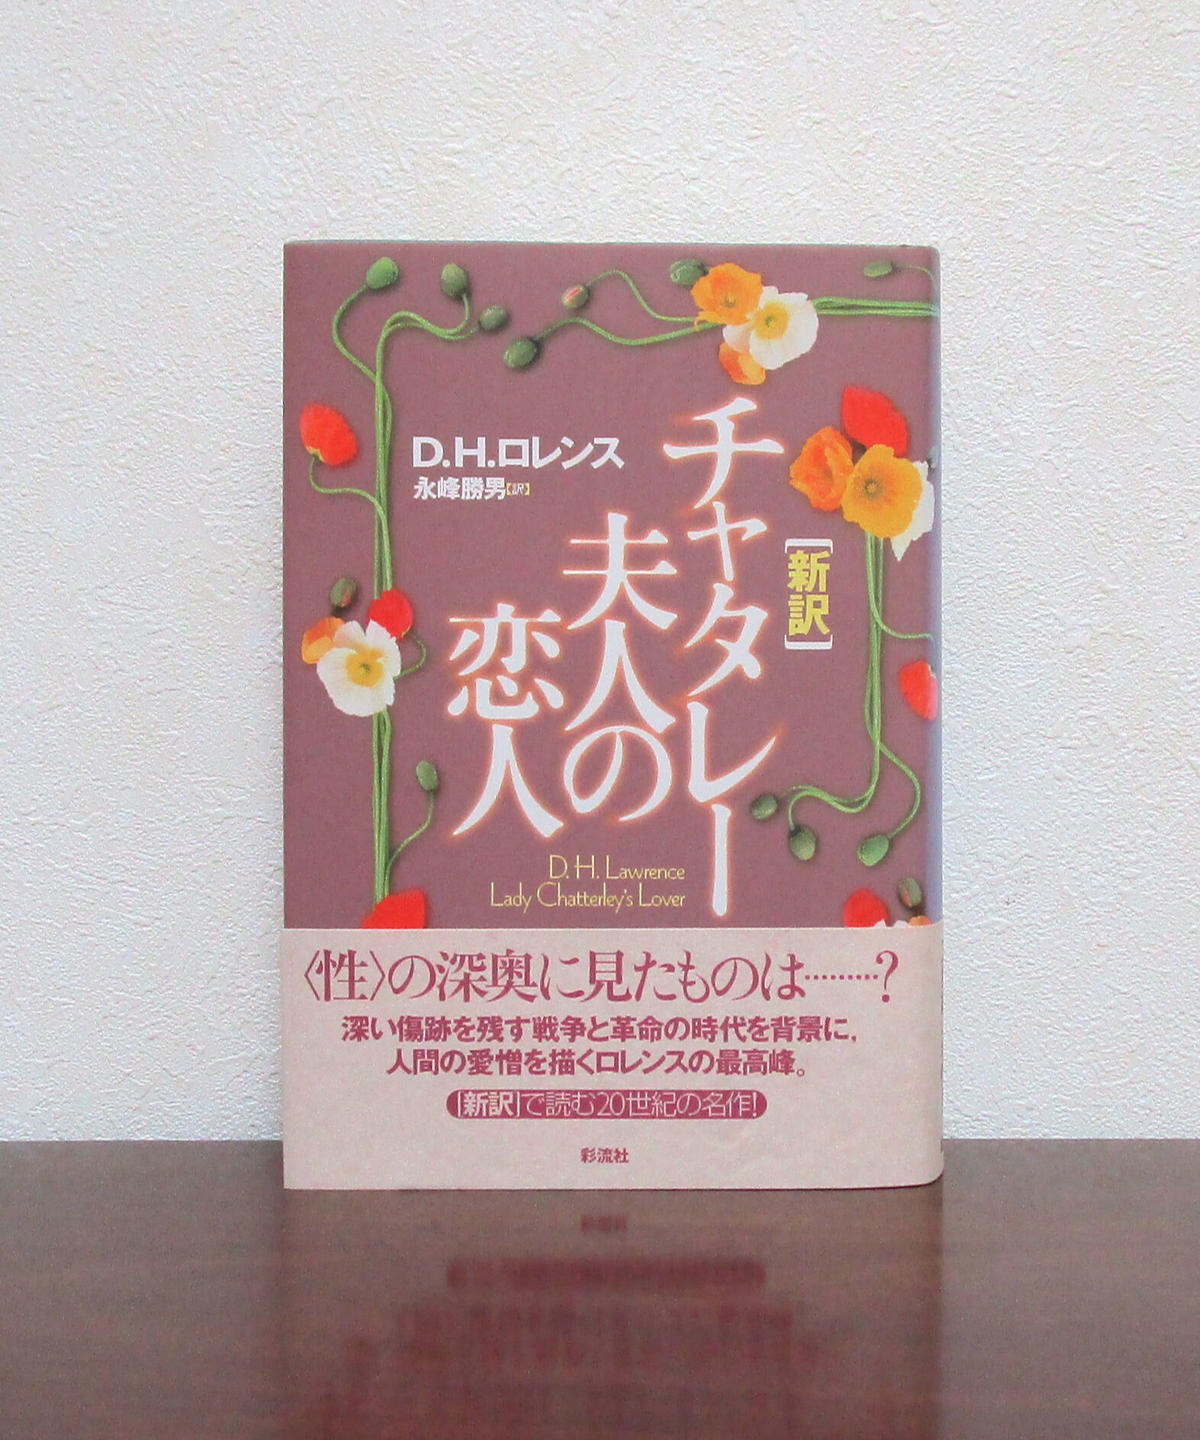 [新訳]
チャタレー
夫人の
恋人
D.H.ロレンス
永峰勝男【訳】
D. H. Lawrence
Lady Chatterley's Lover
〈性〉の深奥に見たものは………?
深い傷跡を残す戦争と革命の時代を背景に,
人間の愛憎を描くロレンスの最高峰。
「新訳」で読む20世紀の名作!
彩流社